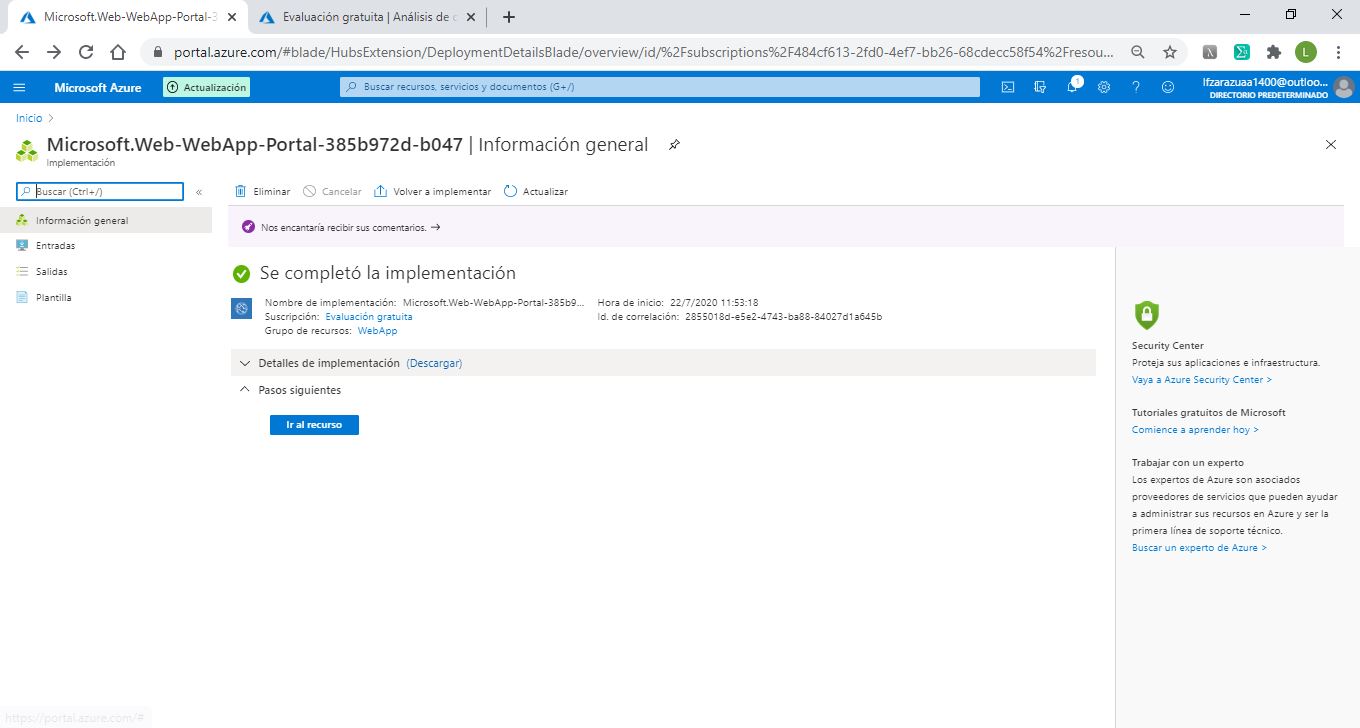 Microsoft.Web-WebApp-Portal-3
Evaluación gratuita | Análisis de c
portal.azure.com/#blade/HubsExtension/DeploymentDetailsBlade/overview/id/%2Fsubscriptions%2F484cf613-2fd0-4ef7-bb26-68cdecc58f54%2Fresou...
L
Microsoft Azure
Actualización
Buscar recursos, servicios y documentos (G+/)
1
lfzarazuaa1400@outloo...
DIRECTORIO PREDETERMINADO
Inicio >
Microsoft.Web-WebApp-Portal-385b972d-b047 | Información general
Implementación
Buscar (Ctrl+/)
«
Eliminar
Cancelar
Volver a implementar
Actualizar
Información general
Entradas
Salidas
Plantilla
Nos encantaría recibir sus comentarios. →
Se completó la implementación
Nombre de implementación: Microsoft.Web-WebApp-Portal-385b9...
Suscripción: Evaluación gratuita
Grupo de recursos: WebApp
Hora de inicio: 22/7/2020 11:53:18
Id. de correlación: 2855018d-e5e2-4743-ba88-84027d1a645b
Detalles de implementación (Descargar)
Pasos siguientes
Ir al recurso
Security Center
Proteja sus aplicaciones e infraestructura.
Vaya a Azure Security Center >
Tutoriales gratuitos de Microsoft
Comience a aprender hoy >
Trabajar con un experto
Los expertos de Azure son asociados
proveedores de servicios que pueden ayudar
a administrar sus recursos en Azure y ser la
primera línea de soporte técnico.
Buscar un experto de Azure >
https://portal.azure.com/#